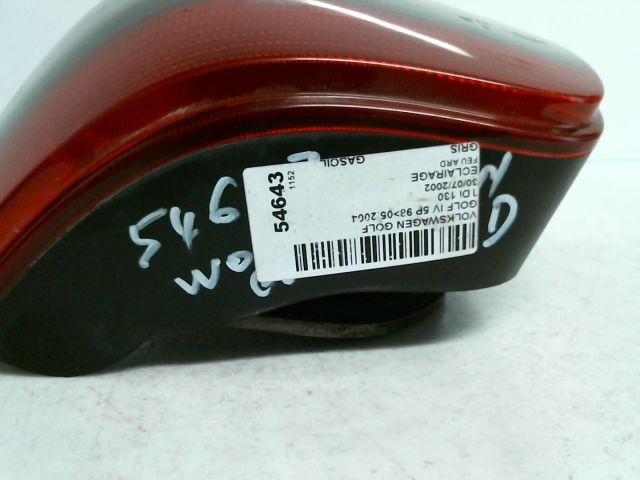 VOLKSWAGEN GOLF
GOLF IV 5P 98>05 2004
1 DI 130
30/07/2002
ECLAIRAGE
FEU ARD
GRIS
GASOIL
54643
1152
546